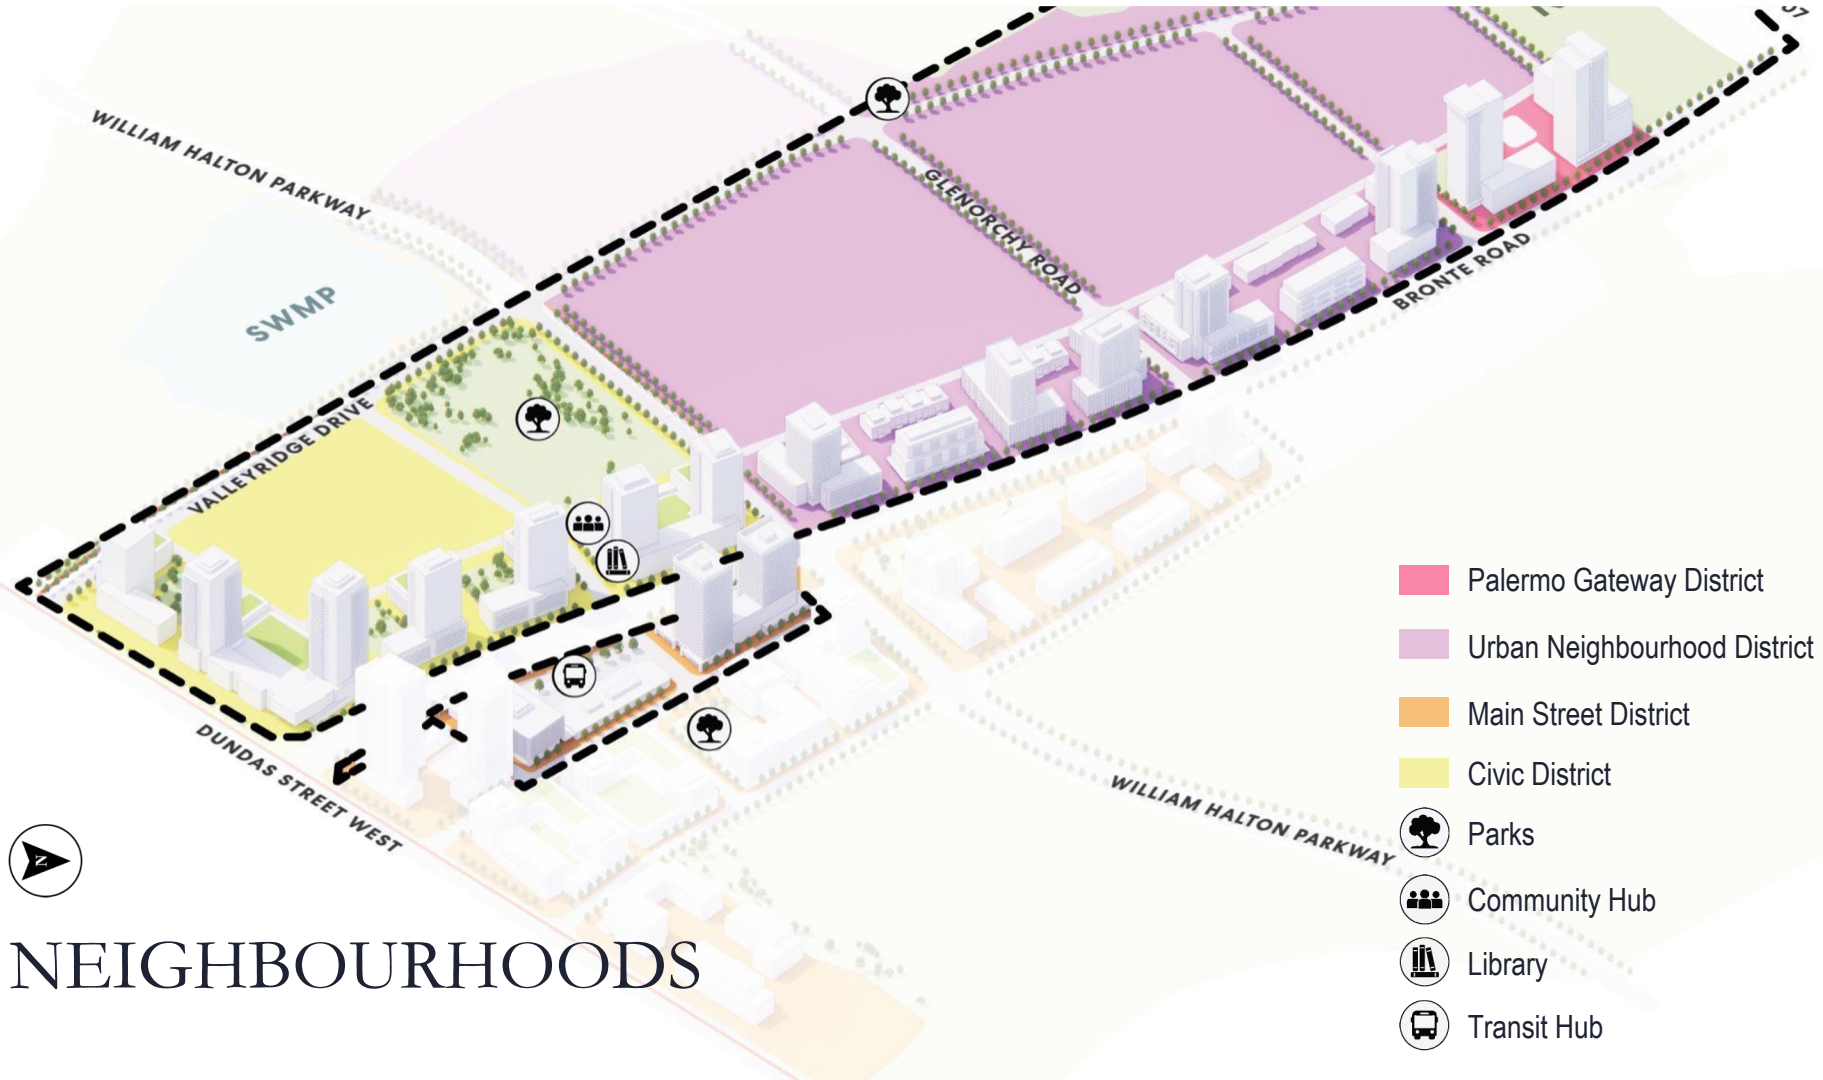 07
WILLIAM HALTON PARKWAY
GLENORCHY ROAD
BRONTE ROAD
SWMP
VALLEYRIDGE DRIVE
DUNDAS STREET WEST
WILLIAM HALTON PARKWAY
Palermo Gateway District
Urban Neighbourhood District
Main Street District
Civic District
Parks
Community Hub
Library
Transit Hub
N
NEIGHBOURHOODS